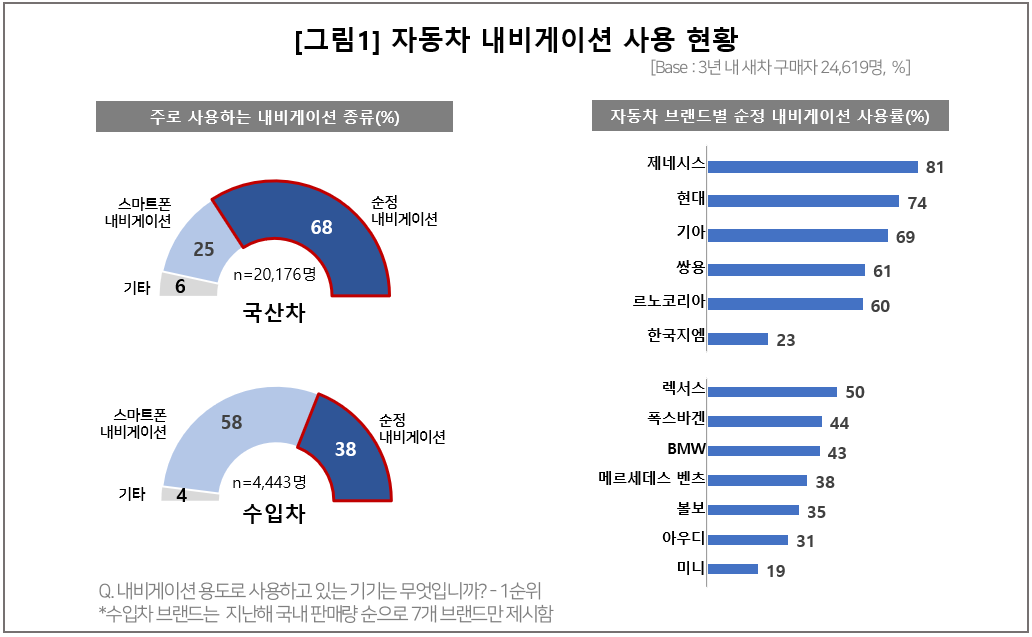 [그림1] 자동차 내비게이션 사용 현황
[Base : 3년 내 새차 구매자 24,619명, %]
주로 사용하는 내비게이션 종류(%)
스마트폰
내비게이션
순정
내비게이션
68
25
n=20,176명
기타
6
국산차
스마트폰
내비게이션
58
순정
내비게이션
38
n=4,443명
기타
4
수입차
자동차 브랜드별 순정 내비게이션 사용률(%)
제네시스 81
현대 74
기아 69
쌍용 61
르노코리아 60
한국지엠 23
렉서스 50
폭스바겐 44
BMW 43
메르세데스 벤츠 38
볼보 35
아우디 31
미니 19
Q. 내비게이션 용도로 사용하고 있는 기기는 무엇입니까? - 1순위
*수입차 브랜드는 지난해 국내 판매량 순으로 7개 브랜드만 제시함